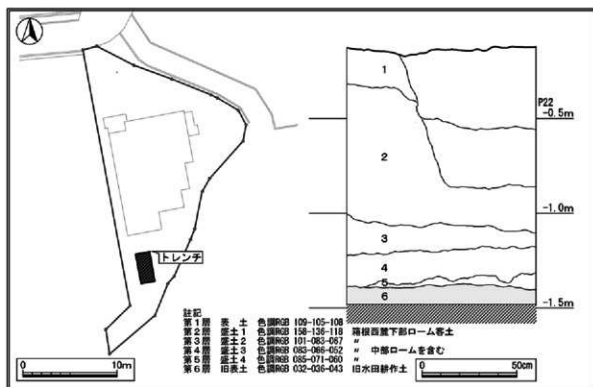 1
P22
-0.5m
2
-1.0m
3
トレンチ
4
5
6
-1.5m
註記
第1層 表土 色調RGB 109-105-108
第2層 盛土1 色調RGB 158-136-118 箱根西麓下部ローム客土
第3層 盛土2 色調RGB 101-083-067 〃
第4層 盛土3 色調RGB 083-066-052 〃 中部ロームを含む
第5層 盛土4 色調RGB 085-071-060 〃
第6層 旧表土 色調RGB 032-036-043 旧水田耕作土
0 10m
0 50cm